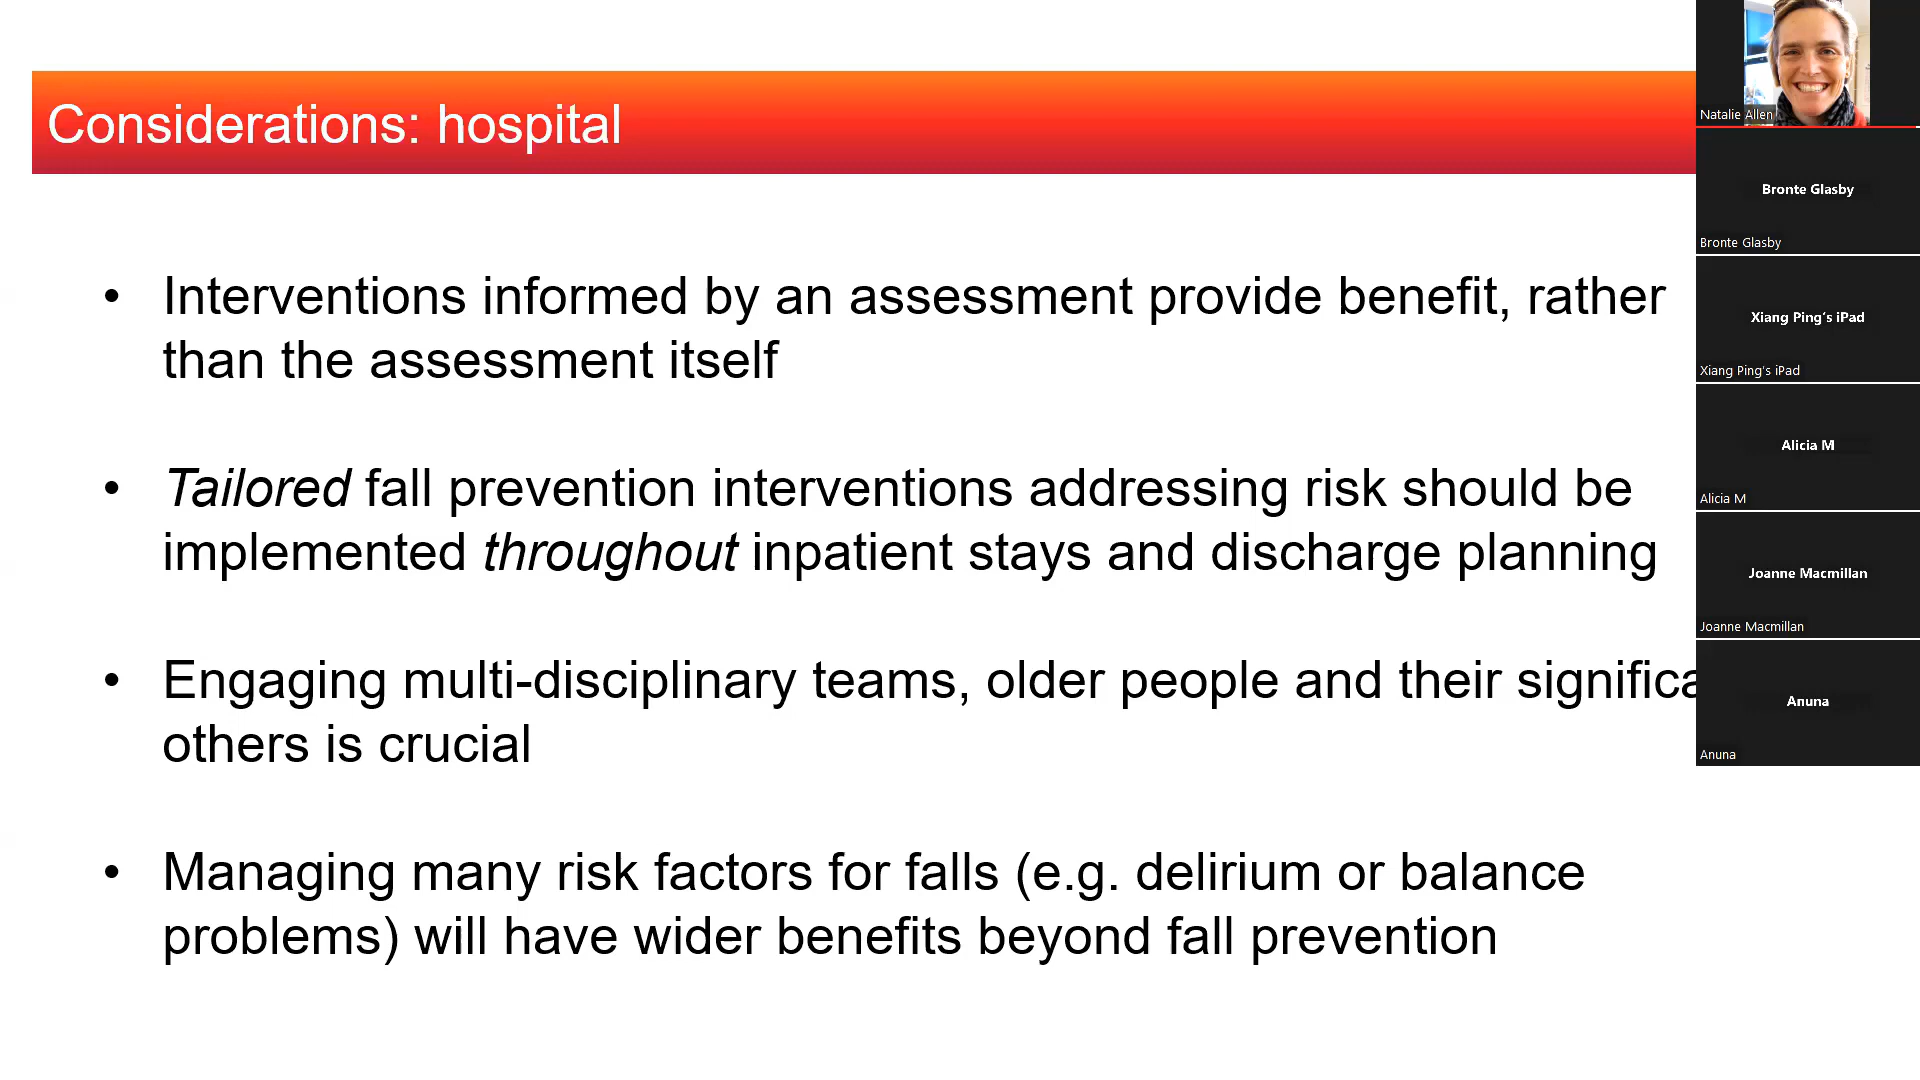 Considerations: hospital
• Interventions informed by an assessment provide benefit, rather
than the assessment itself
• Tailored fall prevention interventions addressing risk should be
implemented throughout inpatient stays and discharge planning
• Engaging multi-disciplinary teams, older people and their significa
others is crucial
• Managing many risk factors for falls (e.g. delirium or balance
problems) will have wider benefits beyond fall prevention
Natalie Allen
Bronte Glasby
Bronte Glasby
Xiang Ping's iPad
Xiang Ping's iPad
Alicia M
Alicia M
Joanne Macmillan
Joanne Macmillan
Anuna
Anuna